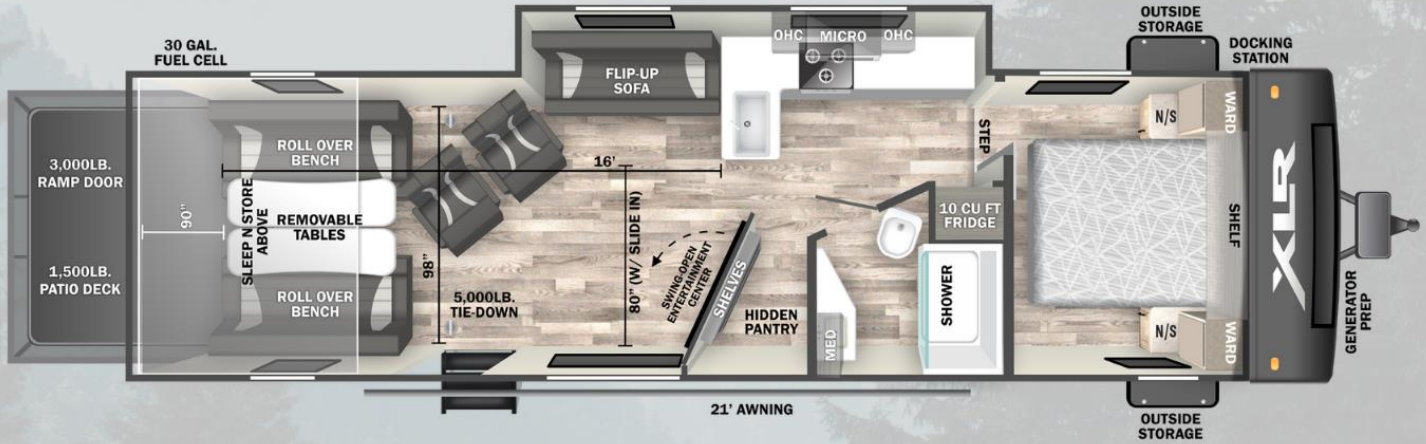 30 GAL.
FUEL CELL
OUTSIDE
STORAGE
DOCKING
STATION
OHC
MICRO
OHC
FLIP-UP
SOFA
3,000LB.
RAMP DOOR
1,500LB.
PATIO DECK
90"
ROLL OVER
BENCH
SLEEP N STORE
ABOVE
REMOVABLE
TABLES
ROLL OVER
BENCH
98"
16'
5,000LB.
TIE-DOWN
80" (W/ SLIDE IN)
SWING-OPEN
ENTERTAINMENT
CENTER
SHELVES
HIDDEN
PANTRY
STEP
10 CU FT
FRIDGE
MED
SHOWER
N/S
WARD
SHELF
N/S
WARD
XLR
GENERATOR
PREP
21' AWNING
OUTSIDE
STORAGE